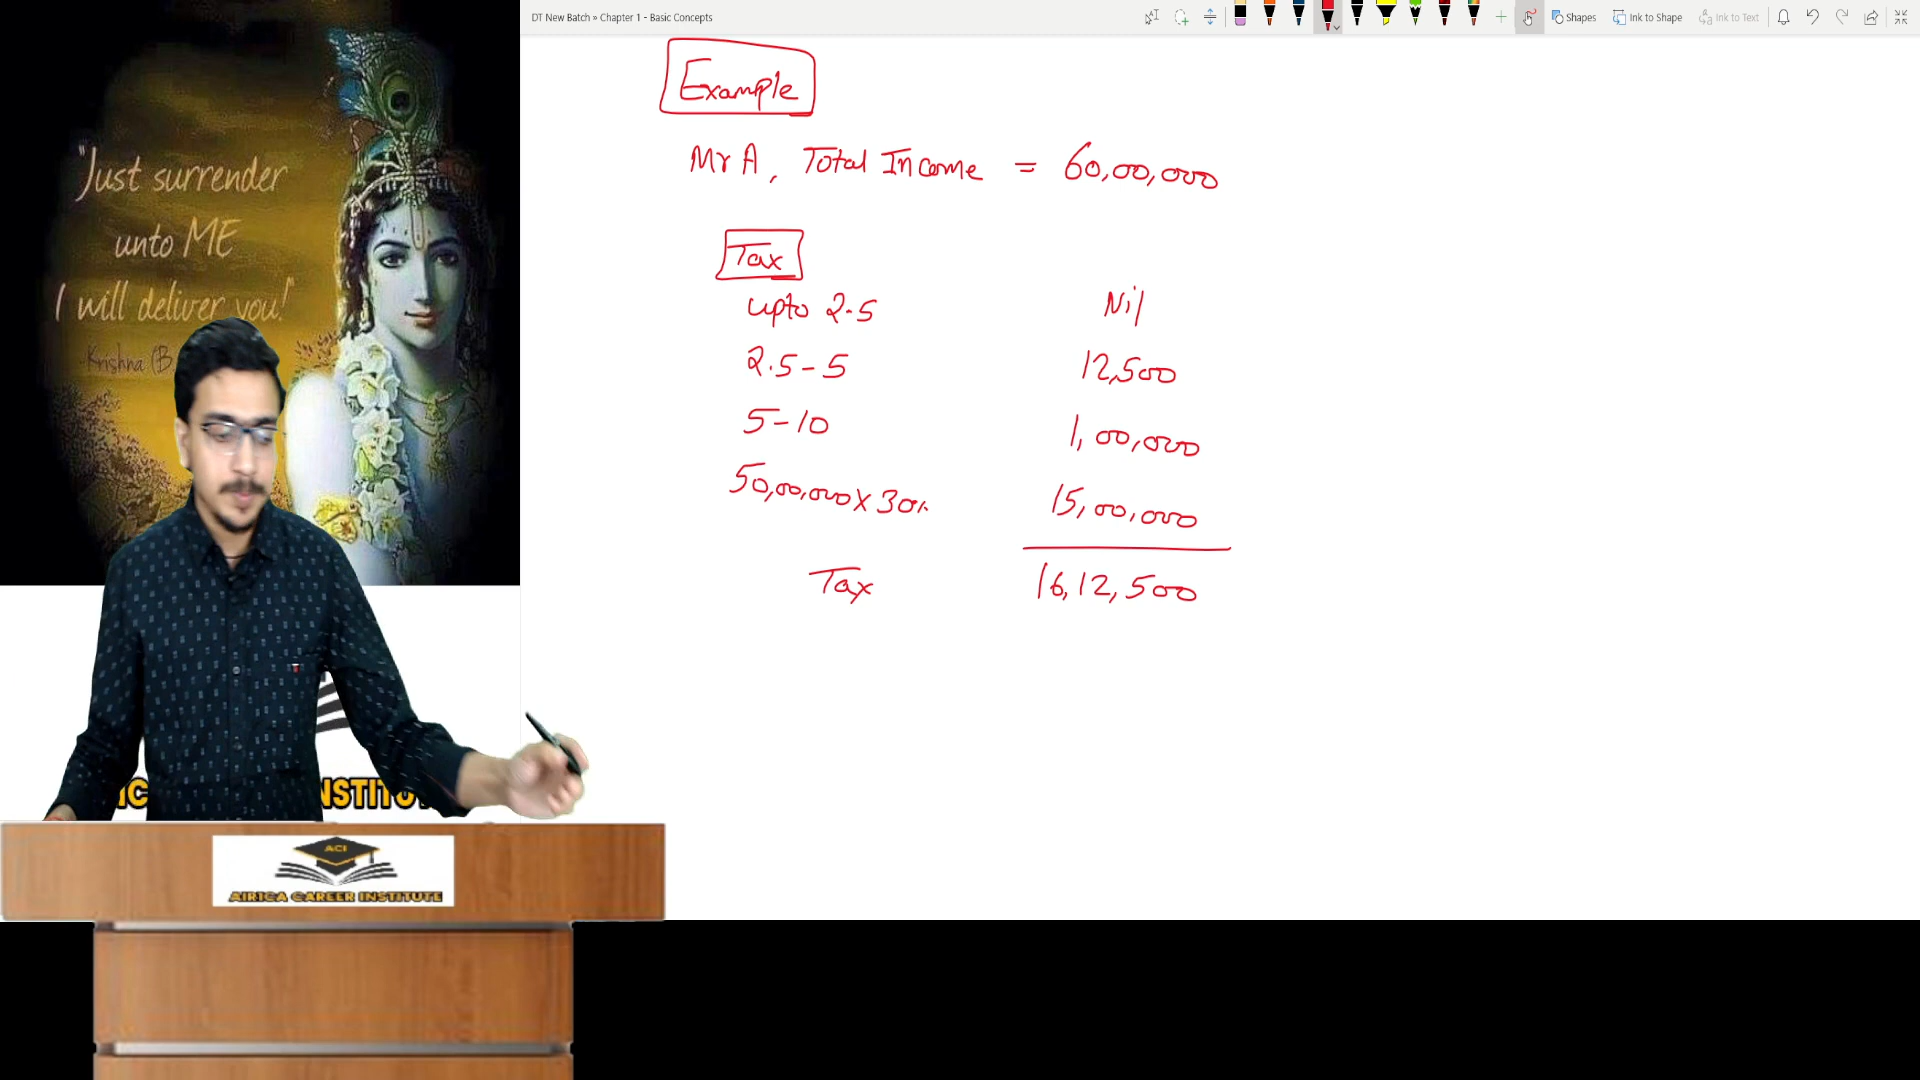 DT New Batch » Chapter 1 - Basic Concepts
Shapes
Ink to Shape
Ink to Text
Example
Mr A, Total Income = 60,00,000
Tax
upto 2.5 Nil
2.5 - 5 12,500
5 - 10 1,00,000
50,00,000 x 30% 15,00,000
Tax 16,12,500
"Just surrender
unto ME
I will deliver you!"
Krishna (B.
NSTITU
ACI
AIRICA CAREER INSTITUTE